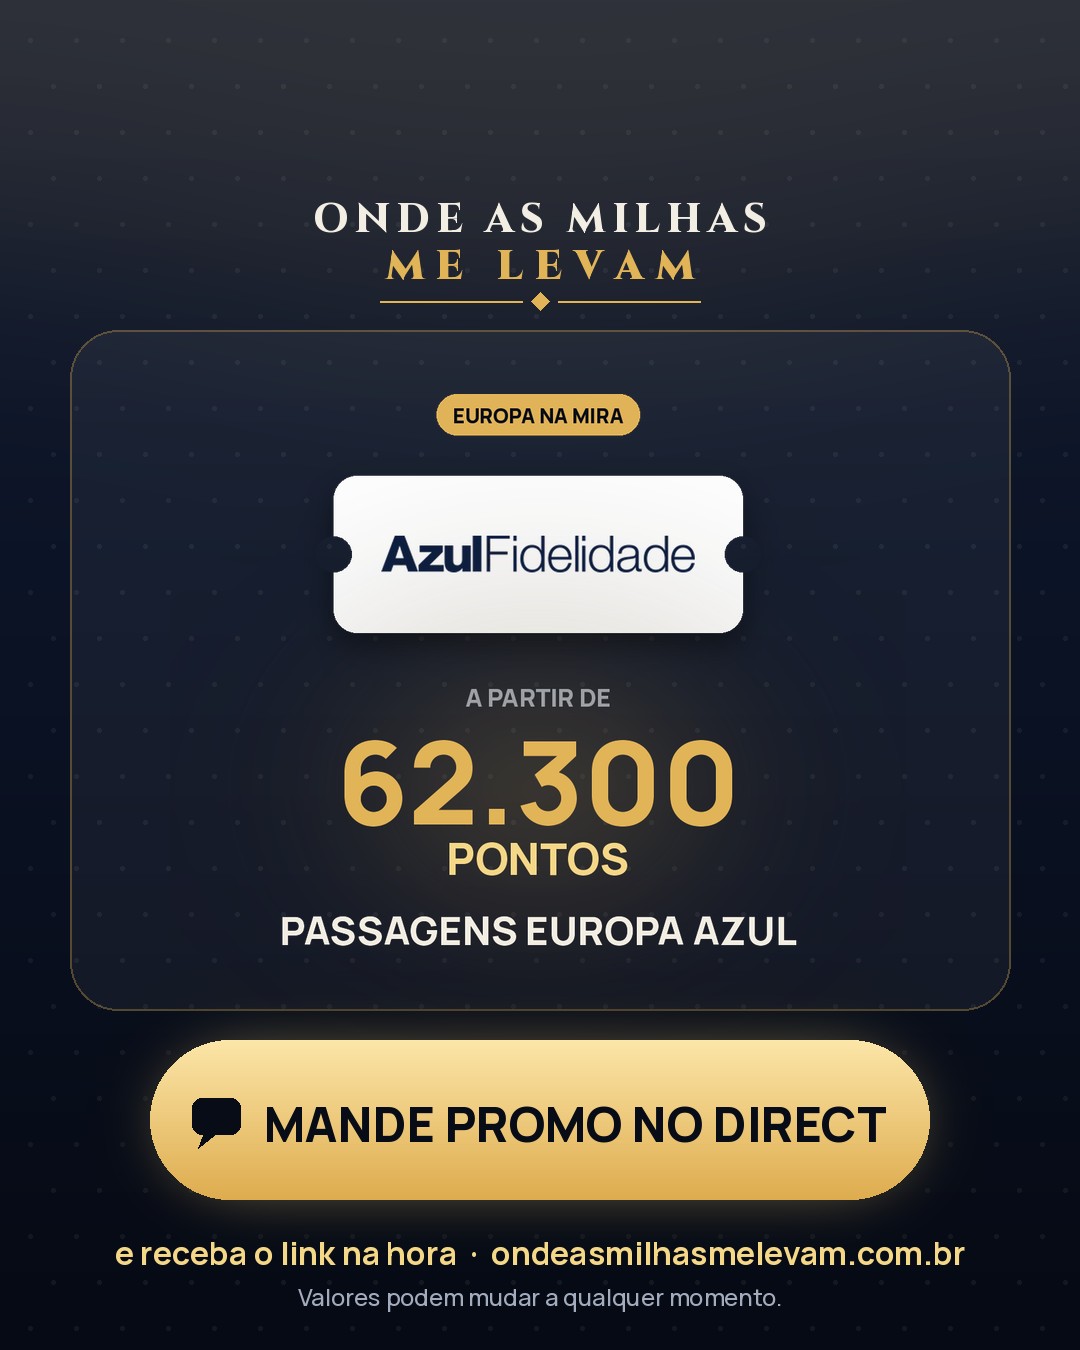 ONDE AS MILHAS
ME LEVAM
EUROPA NA MIRA
AzulFidelidade
A PARTIR DE
62.300
PONTOS
PASSAGENS EUROPA AZUL
MANDE PROMO NO DIRECT
e receba o link na hora · ondeasmilhasmelevam.com.br
Valores podem mudar a qualquer momento.